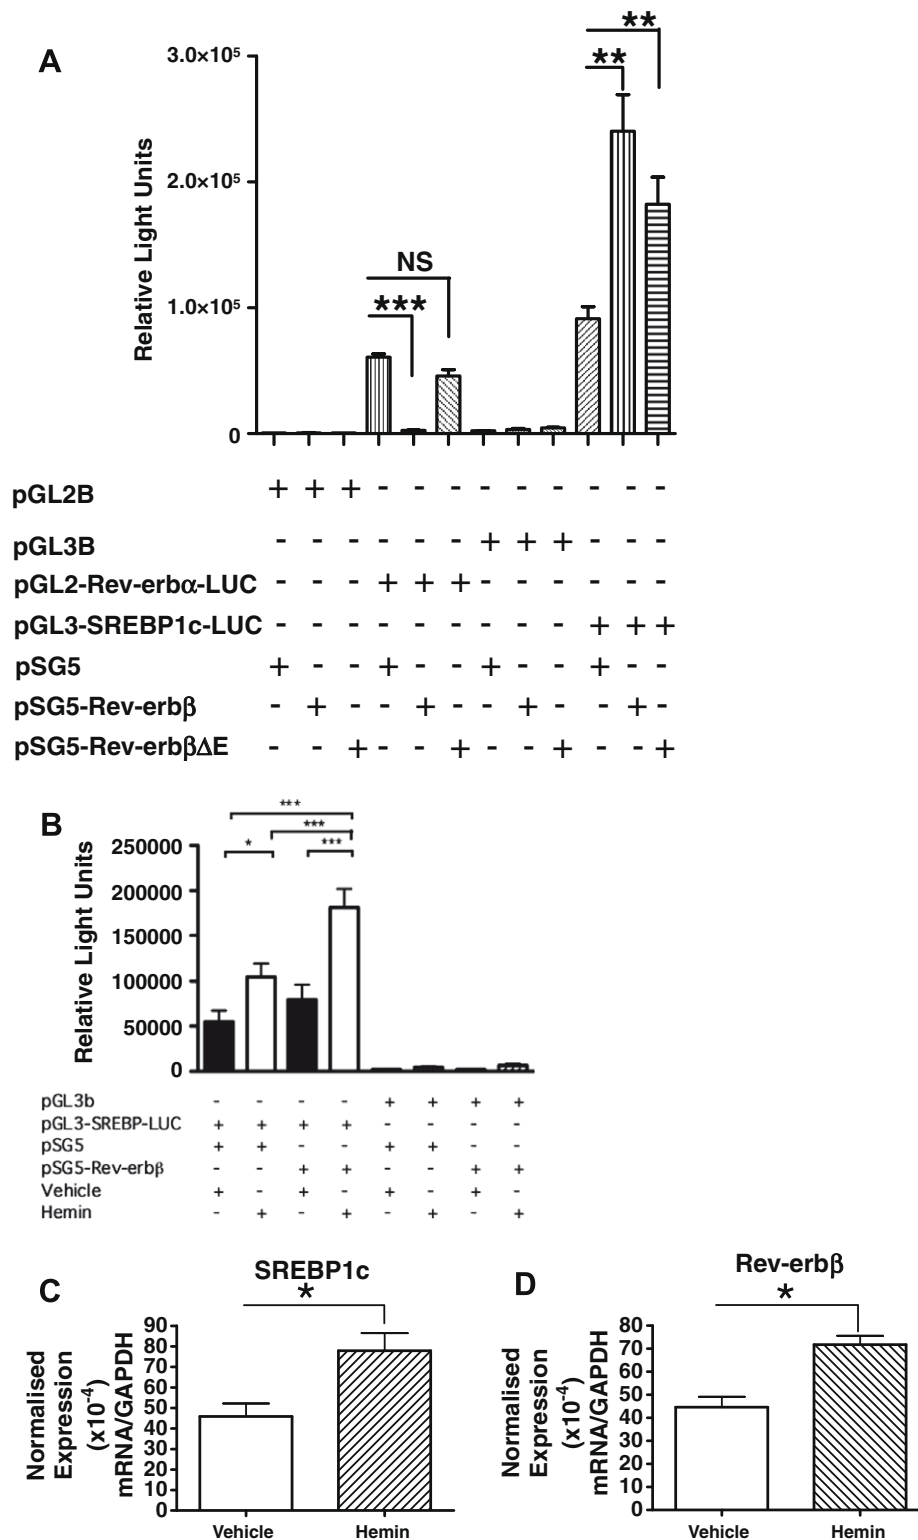 A
**
**
3.0×10⁵
2.0×10⁵
1.0×10⁵
0
Relative Light Units
NS
***
pGL2B + + + - - - - - - - - -
pGL3B - - - - - - + + + - - -
pGL2-Rev-erbα-LUC - - - + + + - - - - - -
pGL3-SREBP1c-LUC - - - - - - - - - + + +
pSG5 + - - + - - + - - + - -
pSG5-Rev-erbβ - + - - + - - + - - + -
pSG5-Rev-erbβΔE - - + - - + - - + - - +
B
***
***
* ***
250000
200000
150000
100000
50000
0
Relative Light Units
pGL3b - - - - + + + +
pGL3-SREBP-LUC + + + + - - - -
pSG5 + + - - + + - -
pSG5-Rev-erbβ - - + + - - + +
Vehicle + - + - + - + -
Hemin - + - + - + - +
C
SREBP1c
*
90
80
70
60
50
40
30
20
10
0
Normalised
Expression
(x10⁻⁴)
mRNA/GAPDH
Vehicle Hemin
D
Rev-erbβ
*
80
70
60
50
40
30
20
10
0
Normalised
Expression
(x10⁻⁴)
mRNA/GAPDH
Vehicle Hemin